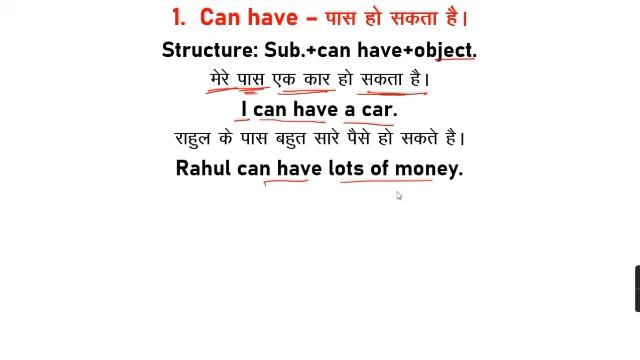 1. Can have – पास हो सकता है।
Structure: Sub.+can have+object.
मेरे पास एक कार हो सकता है।
I can have a car.
राहुल के पास बहुत सारे पैसे हो सकते है।
Rahul can have lots of money.